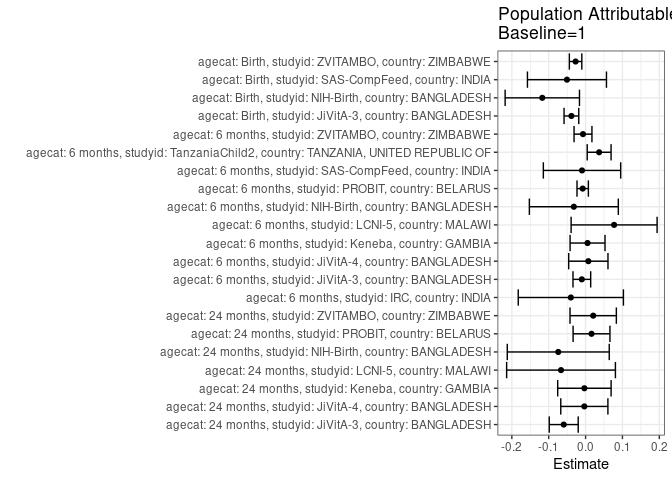 Population Attributable
Baseline=1
agecat: Birth, studyid: ZVITAMBO, country: ZIMBABWE
agecat: Birth, studyid: SAS-CompFeed, country: INDIA
agecat: Birth, studyid: NIH-Birth, country: BANGLADESH
agecat: Birth, studyid: JiVitA-3, country: BANGLADESH
agecat: 6 months, studyid: ZVITAMBO, country: ZIMBABWE
agecat: 6 months, studyid: TanzaniaChild2, country: TANZANIA, UNITED REPUBLIC OF
agecat: 6 months, studyid: SAS-CompFeed, country: INDIA
agecat: 6 months, studyid: PROBIT, country: BELARUS
agecat: 6 months, studyid: NIH-Birth, country: BANGLADESH
agecat: 6 months, studyid: LCNI-5, country: MALAWI
agecat: 6 months, studyid: Keneba, country: GAMBIA
agecat: 6 months, studyid: JiVitA-4, country: BANGLADESH
agecat: 6 months, studyid: JiVitA-3, country: BANGLADESH
agecat: 6 months, studyid: IRC, country: INDIA
agecat: 24 months, studyid: ZVITAMBO, country: ZIMBABWE
agecat: 24 months, studyid: PROBIT, country: BELARUS
agecat: 24 months, studyid: NIH-Birth, country: BANGLADESH
agecat: 24 months, studyid: LCNI-5, country: MALAWI
agecat: 24 months, studyid: Keneba, country: GAMBIA
agecat: 24 months, studyid: JiVitA-4, country: BANGLADESH
agecat: 24 months, studyid: JiVitA-3, country: BANGLADESH
-0.2 -0.1 0.0 0.1 0.2
Estimate